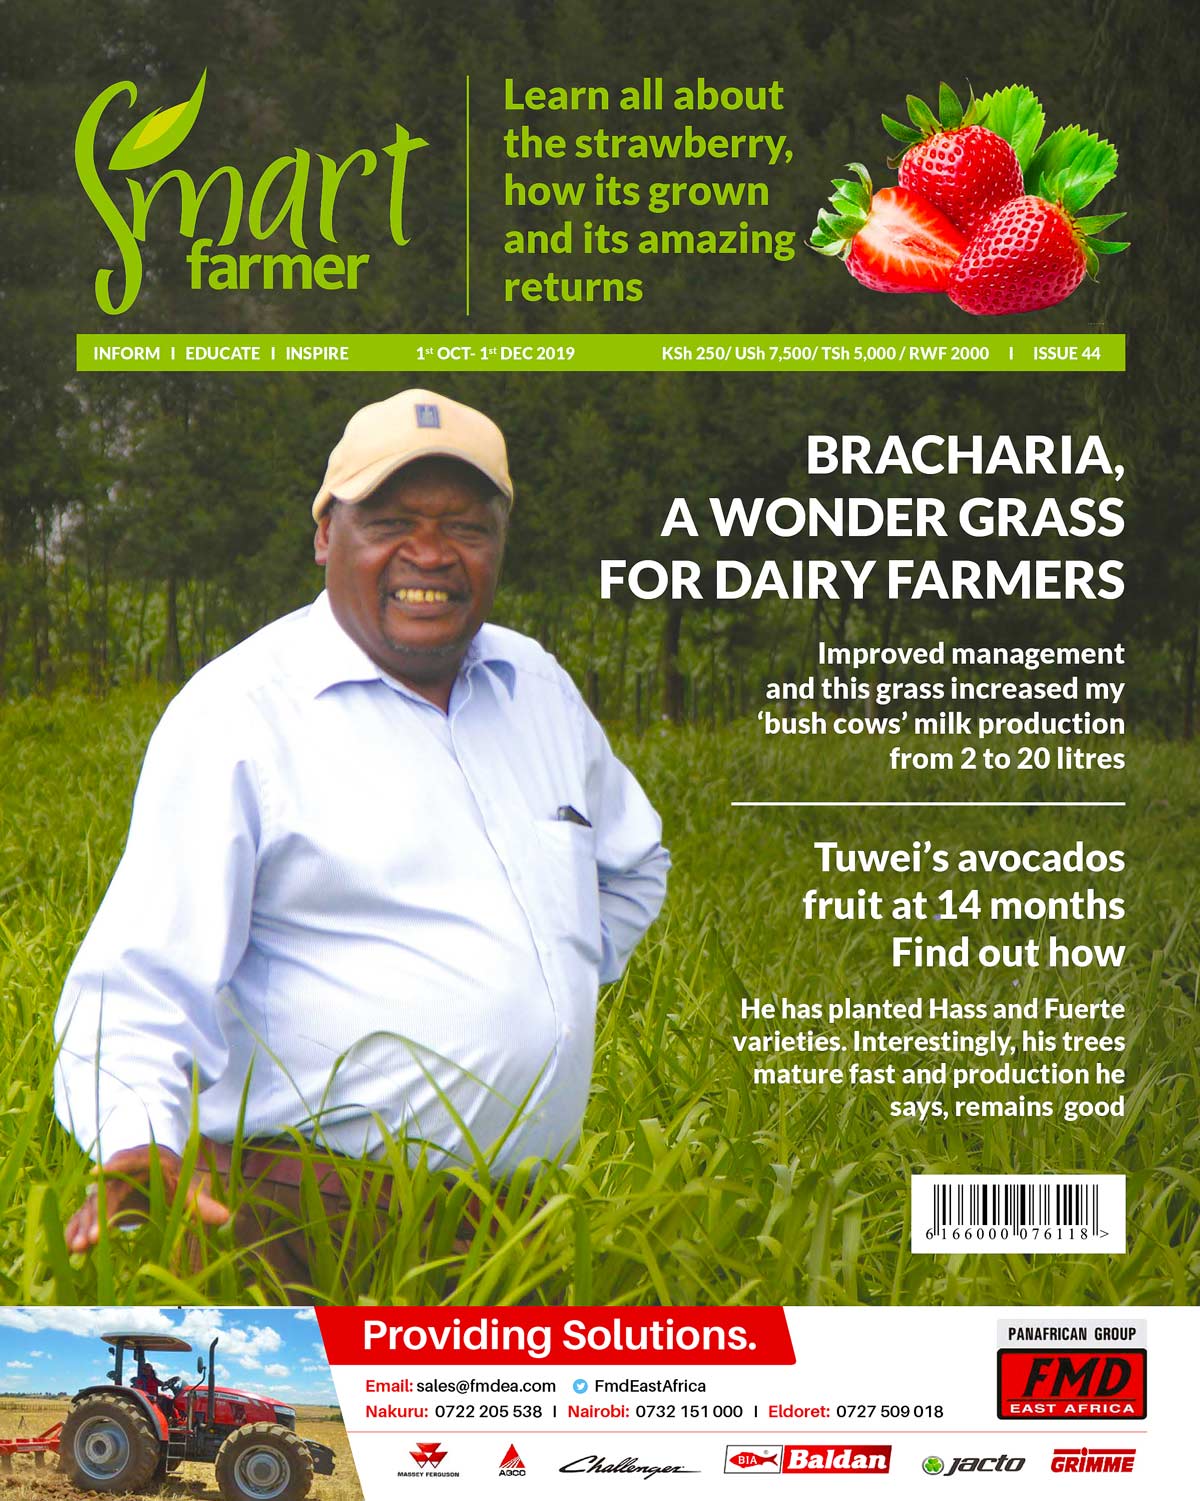 Smart
farmer
Learn all about
the strawberry,
how its grown
and its amazing
returns
INFORM I EDUCATE I INSPIRE
1st OCT- 1st DEC 2019
KSh 250/ USh 7,500/ TSh 5,000 / RWF 2000 I ISSUE 44
BRACHARIA,
A WONDER GRASS
FOR DAIRY FARMERS
Improved management
and this grass increased my
‘bush cows’ milk production
from 2 to 20 litres
Tuwei’s avocados
fruit at 14 months
Find out how
He has planted Hass and Fuerte
varieties. Interestingly, his trees
mature fast and production he
says, remains good
6 166000 076118 >
Providing Solutions.
Email: sales@fmdea.com FmdEastAfrica
Nakuru: 0722 205 538 I Nairobi: 0732 151 000 I Eldoret: 0727 509 018
PANAFRICAN GROUP
FMD
EAST AFRICA
MASSEY FERGUSON
AGCO
Challenger
BIA Baldan
jacto
GRIMME